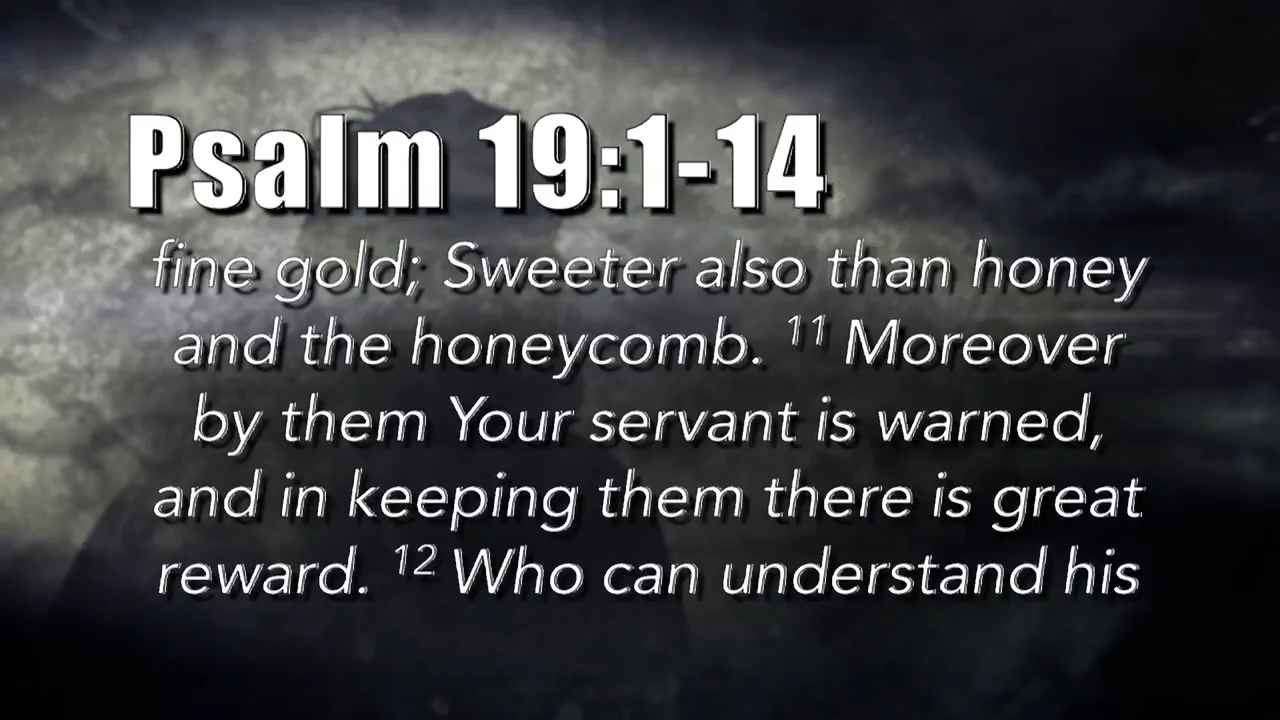 Psalm 19:1-14
fine gold; Sweeter also than honey
and the honeycomb. 11 Moreover
by them Your servant is warned,
and in keeping them there is great
reward. 12 Who can understand his